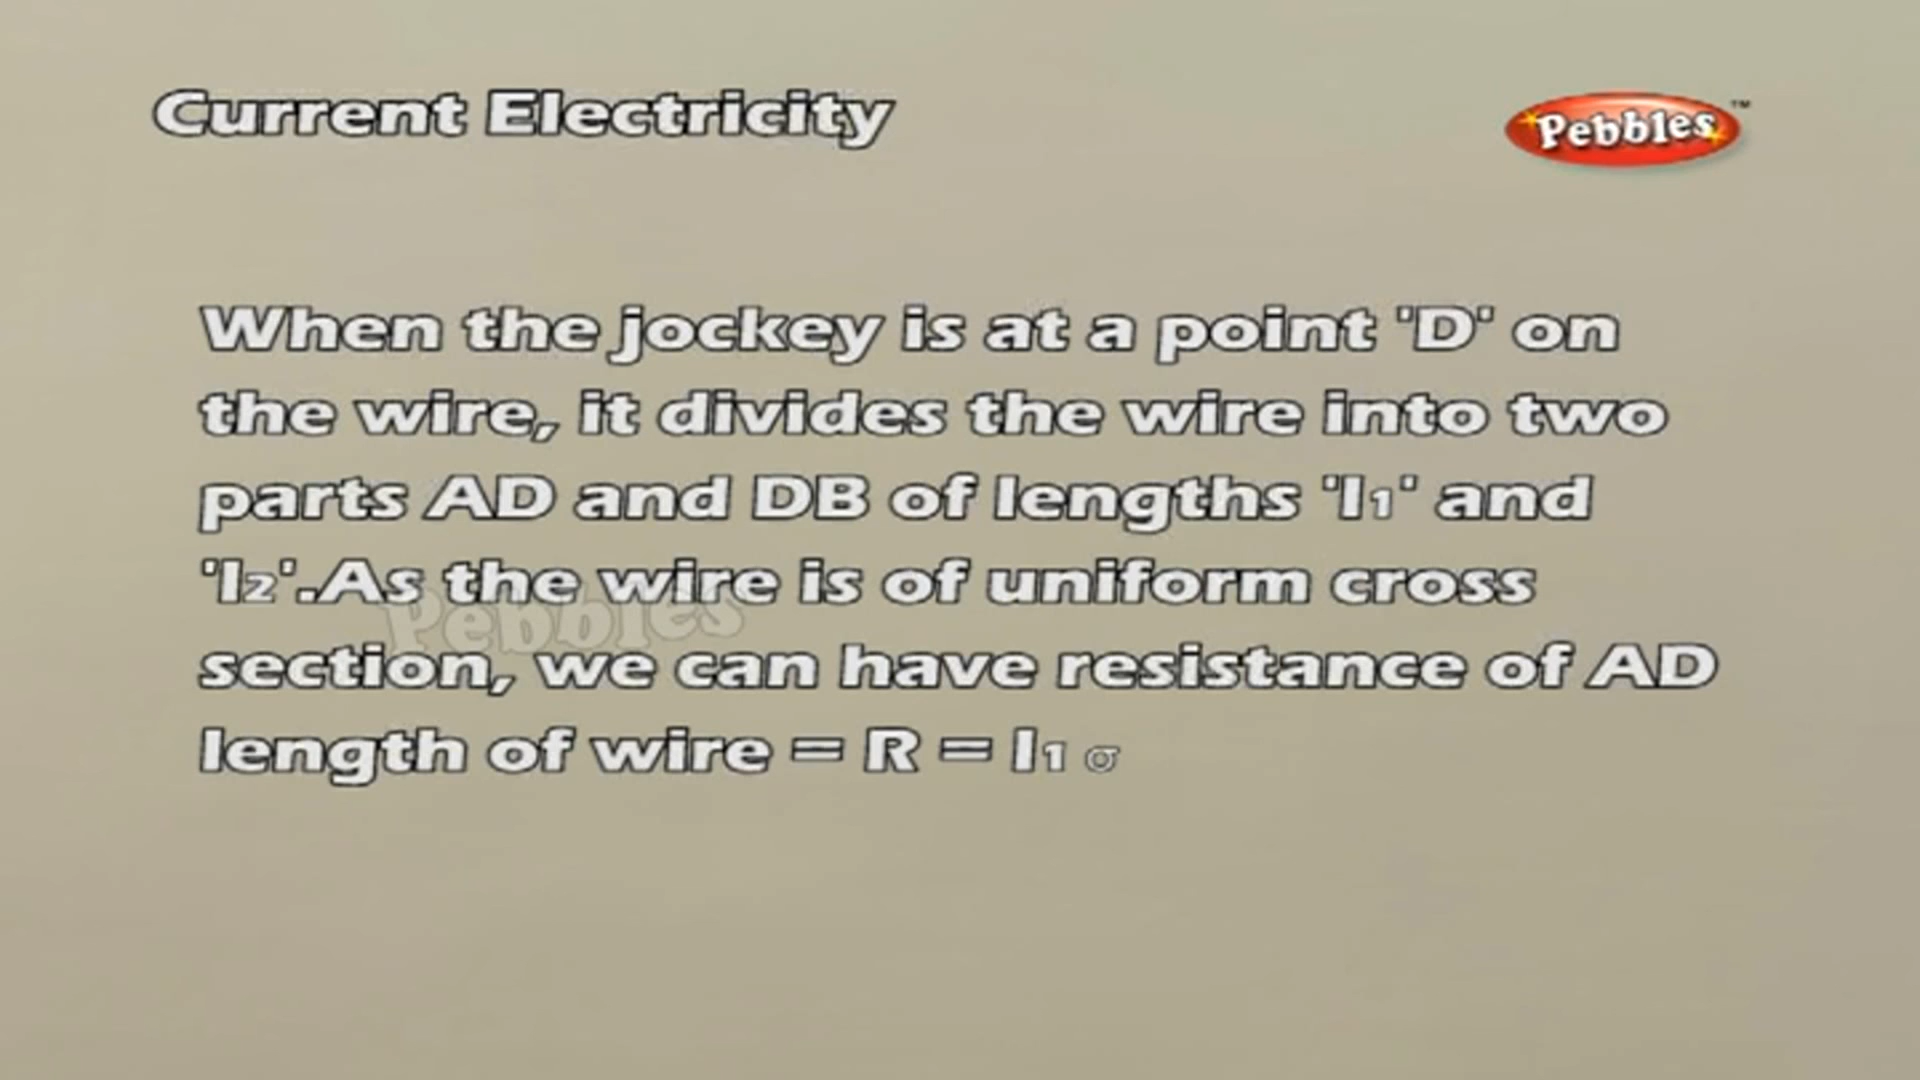 Current Electricity
Pebbles™
When the jockey is at a point 'D' on
the wire, it divides the wire into two
parts AD and DB of lengths 'l₁' and
'l₂'.As the wire is of uniform cross
Pebbles
section, we can have resistance of AD
length of wire = R = l₁ σ